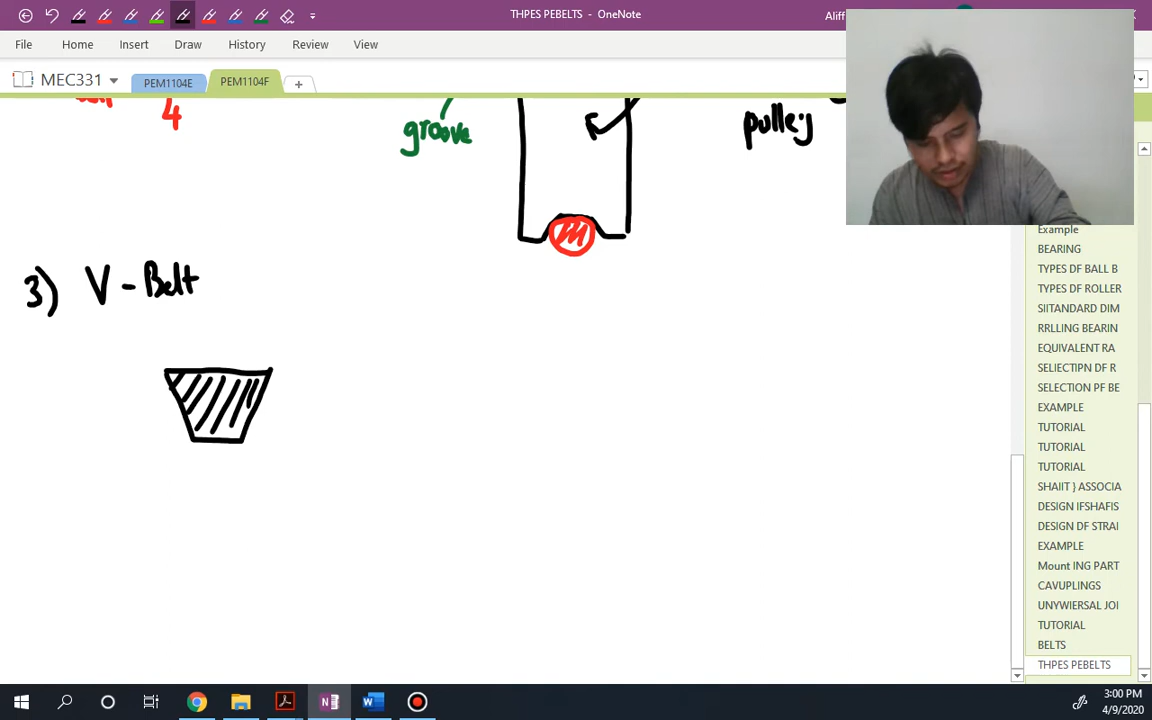 THPES PEBELTS - OneNote
Aliff
File Home Insert Draw History Review View
MEC331
PEM1104E
PEM1104F
4
groove
pulley
3) V - Belt
Example
BEARING
TYPES DF BALL B
TYPES DF ROLLER
SIITANDARD DIM
RRLLING BEARIN
EQUIVALENT RA
SELIECTIPN DF R
SELECTION PF BE
EXAMPLE
TUTORIAL
TUTORIAL
TUTORIAL
SHAIIT } ASSOCIA
DESIGN IFSHAFIS
DESIGN DF STRAI
EXAMPLE
Mount ING PART
CAVUPLINGS
UNYWIERSAL JOI
TUTORIAL
BELTS
THPES PEBELTS
3:00 PM
4/9/2020